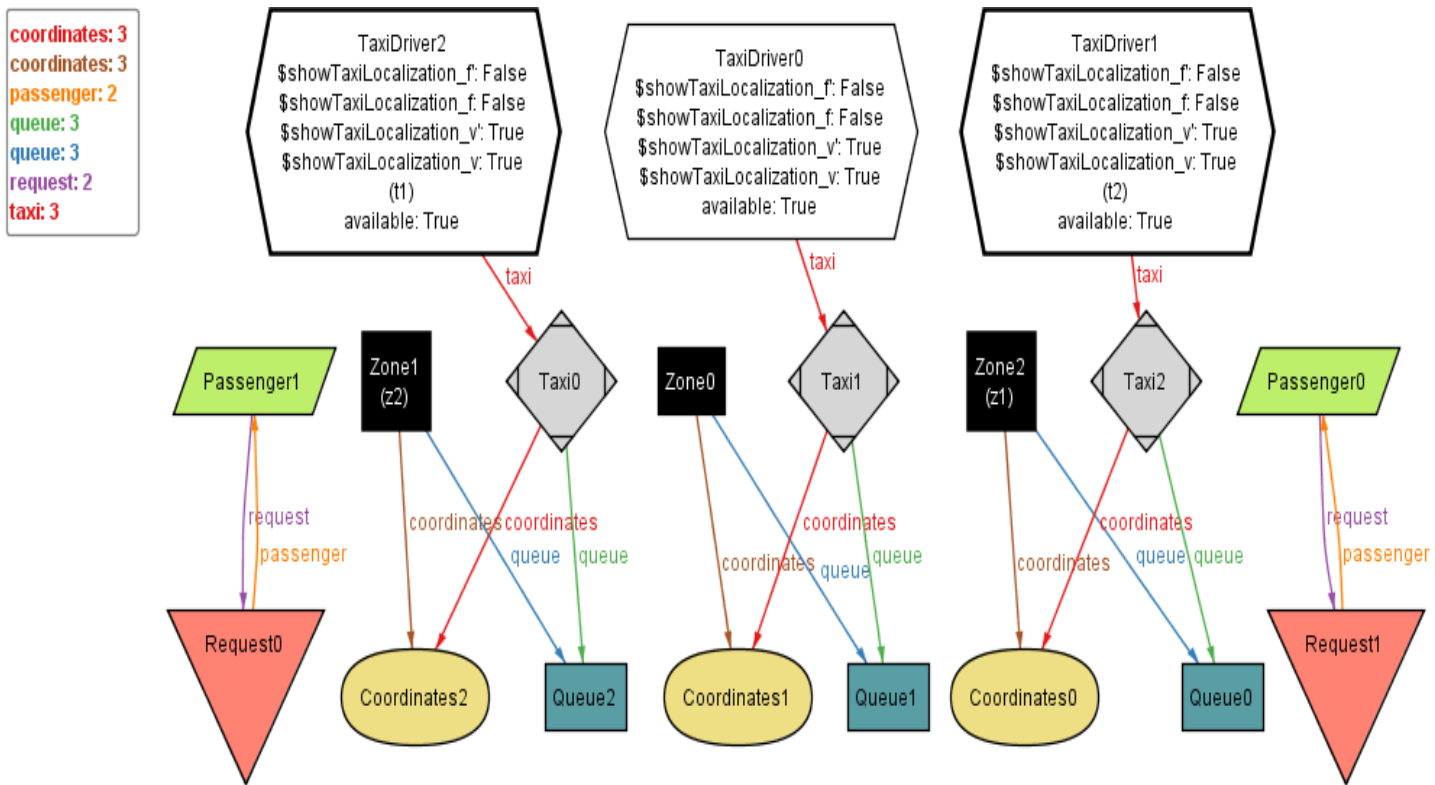 coordinates: 3
coordinates: 3
passenger: 2
queue: 3
queue: 3
request: 2
taxi: 3
TaxiDriver2
$showTaxiLocalization_f': False
$showTaxiLocalization_f: False
$showTaxiLocalization_v': True
$showTaxiLocalization_v: True
(t1)
available: True
TaxiDriver0
$showTaxiLocalization_f': False
$showTaxiLocalization_f: False
$showTaxiLocalization_v': True
$showTaxiLocalization_v: True
available: True
TaxiDriver1
$showTaxiLocalization_f': False
$showTaxiLocalization_f: False
$showTaxiLocalization_v': True
$showTaxiLocalization_v: True
(t2)
available: True
taxi
taxi
taxi
Passenger1
Zone1
(z2)
Taxi0
Zone0
Taxi1
Zone2
(z1)
Taxi2
Passenger0
request
passenger
coordinates
coordinates
queue
queue
coordinates
coordinates
queue
queue
coordinates
coordinates
queue
queue
request
passenger
Request0
Coordinates2
Queue2
Coordinates1
Queue1
Coordinates0
Queue0
Request1